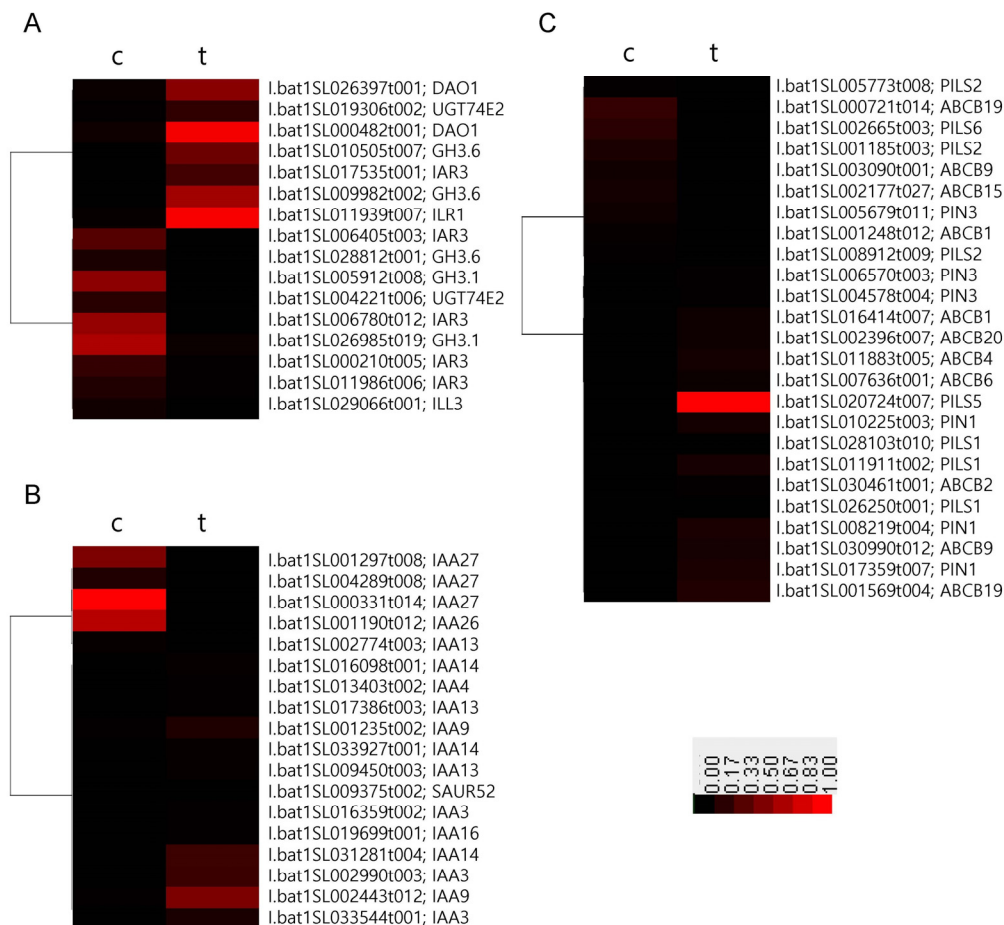 A
c t
I.bat1SL026397t001; DAO1
I.bat1SL019306t002; UGT74E2
I.bat1SL000482t001; DAO1
I.bat1SL010505t007; GH3.6
I.bat1SL017535t001; IAR3
I.bat1SL009982t002; GH3.6
I.bat1SL011939t007; ILR1
I.bat1SL006405t003; IAR3
I.bat1SL028812t001; GH3.6
I.bat1SL005912t008; GH3.1
I.bat1SL004221t006; UGT74E2
I.bat1SL006780t012; IAR3
I.bat1SL026985t019; GH3.1
I.bat1SL000210t005; IAR3
I.bat1SL011986t006; IAR3
I.bat1SL029066t001; ILL3
B
c t
I.bat1SL001297t008; IAA27
I.bat1SL004289t008; IAA27
I.bat1SL000331t014; IAA27
I.bat1SL001190t012; IAA26
I.bat1SL002774t003; IAA13
I.bat1SL016098t001; IAA14
I.bat1SL013403t002; IAA4
I.bat1SL017386t003; IAA13
I.bat1SL001235t002; IAA9
I.bat1SL033927t001; IAA14
I.bat1SL009450t003; IAA13
I.bat1SL009375t002; SAUR52
I.bat1SL016359t002; IAA3
I.bat1SL019699t001; IAA16
I.bat1SL031281t004; IAA14
I.bat1SL002990t003; IAA3
I.bat1SL002443t012; IAA9
I.bat1SL033544t001; IAA3
C
c t
I.bat1SL005773t008; PILS2
I.bat1SL000721t014; ABCB19
I.bat1SL002665t003; PILS6
I.bat1SL001185t003; PILS2
I.bat1SL003090t001; ABCB9
I.bat1SL002177t027; ABCB15
I.bat1SL005679t011; PIN3
I.bat1SL001248t012; ABCB1
I.bat1SL008912t009; PILS2
I.bat1SL006570t003; PIN3
I.bat1SL004578t004; PIN3
I.bat1SL016414t007; ABCB1
I.bat1SL002396t007; ABCB20
I.bat1SL011883t005; ABCB4
I.bat1SL007636t001; ABCB6
I.bat1SL020724t007; PILS5
I.bat1SL010225t003; PIN1
I.bat1SL028103t010; PILS1
I.bat1SL011911t002; PILS1
I.bat1SL030461t001; ABCB2
I.bat1SL026250t001; PILS1
I.bat1SL008219t004; PIN1
I.bat1SL030990t012; ABCB9
I.bat1SL017359t007; PIN1
I.bat1SL001569t004; ABCB19
0.00
0.17
0.33
0.50
0.67
0.83
1.00